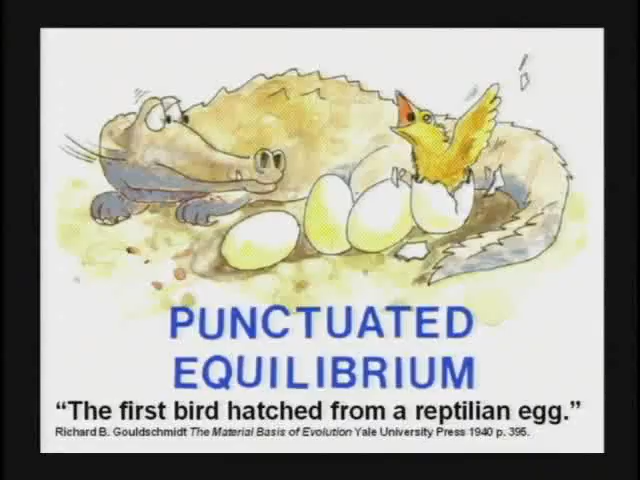 PUNCTUATED
EQUILIBRIUM
“The first bird hatched from a reptilian egg.”
Richard B. Gouldschmidt The Material Basis of Evolution Yale University Press 1940 p. 395.